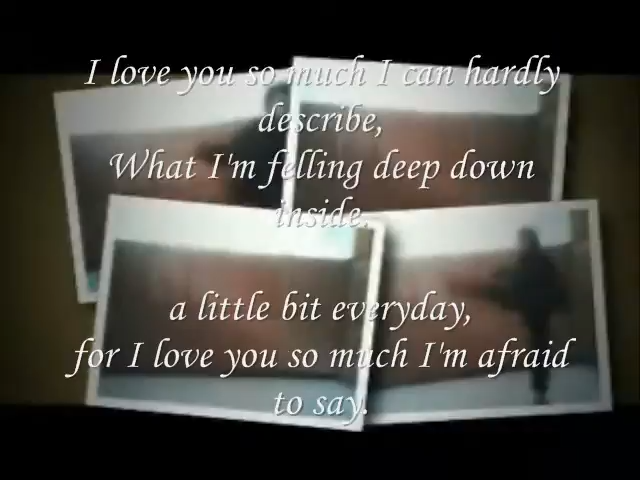 I love you so much I can hardly
describe,
What I'm felling deep down
inside.
a little bit everyday,
for I love you so much I'm afraid
to say.